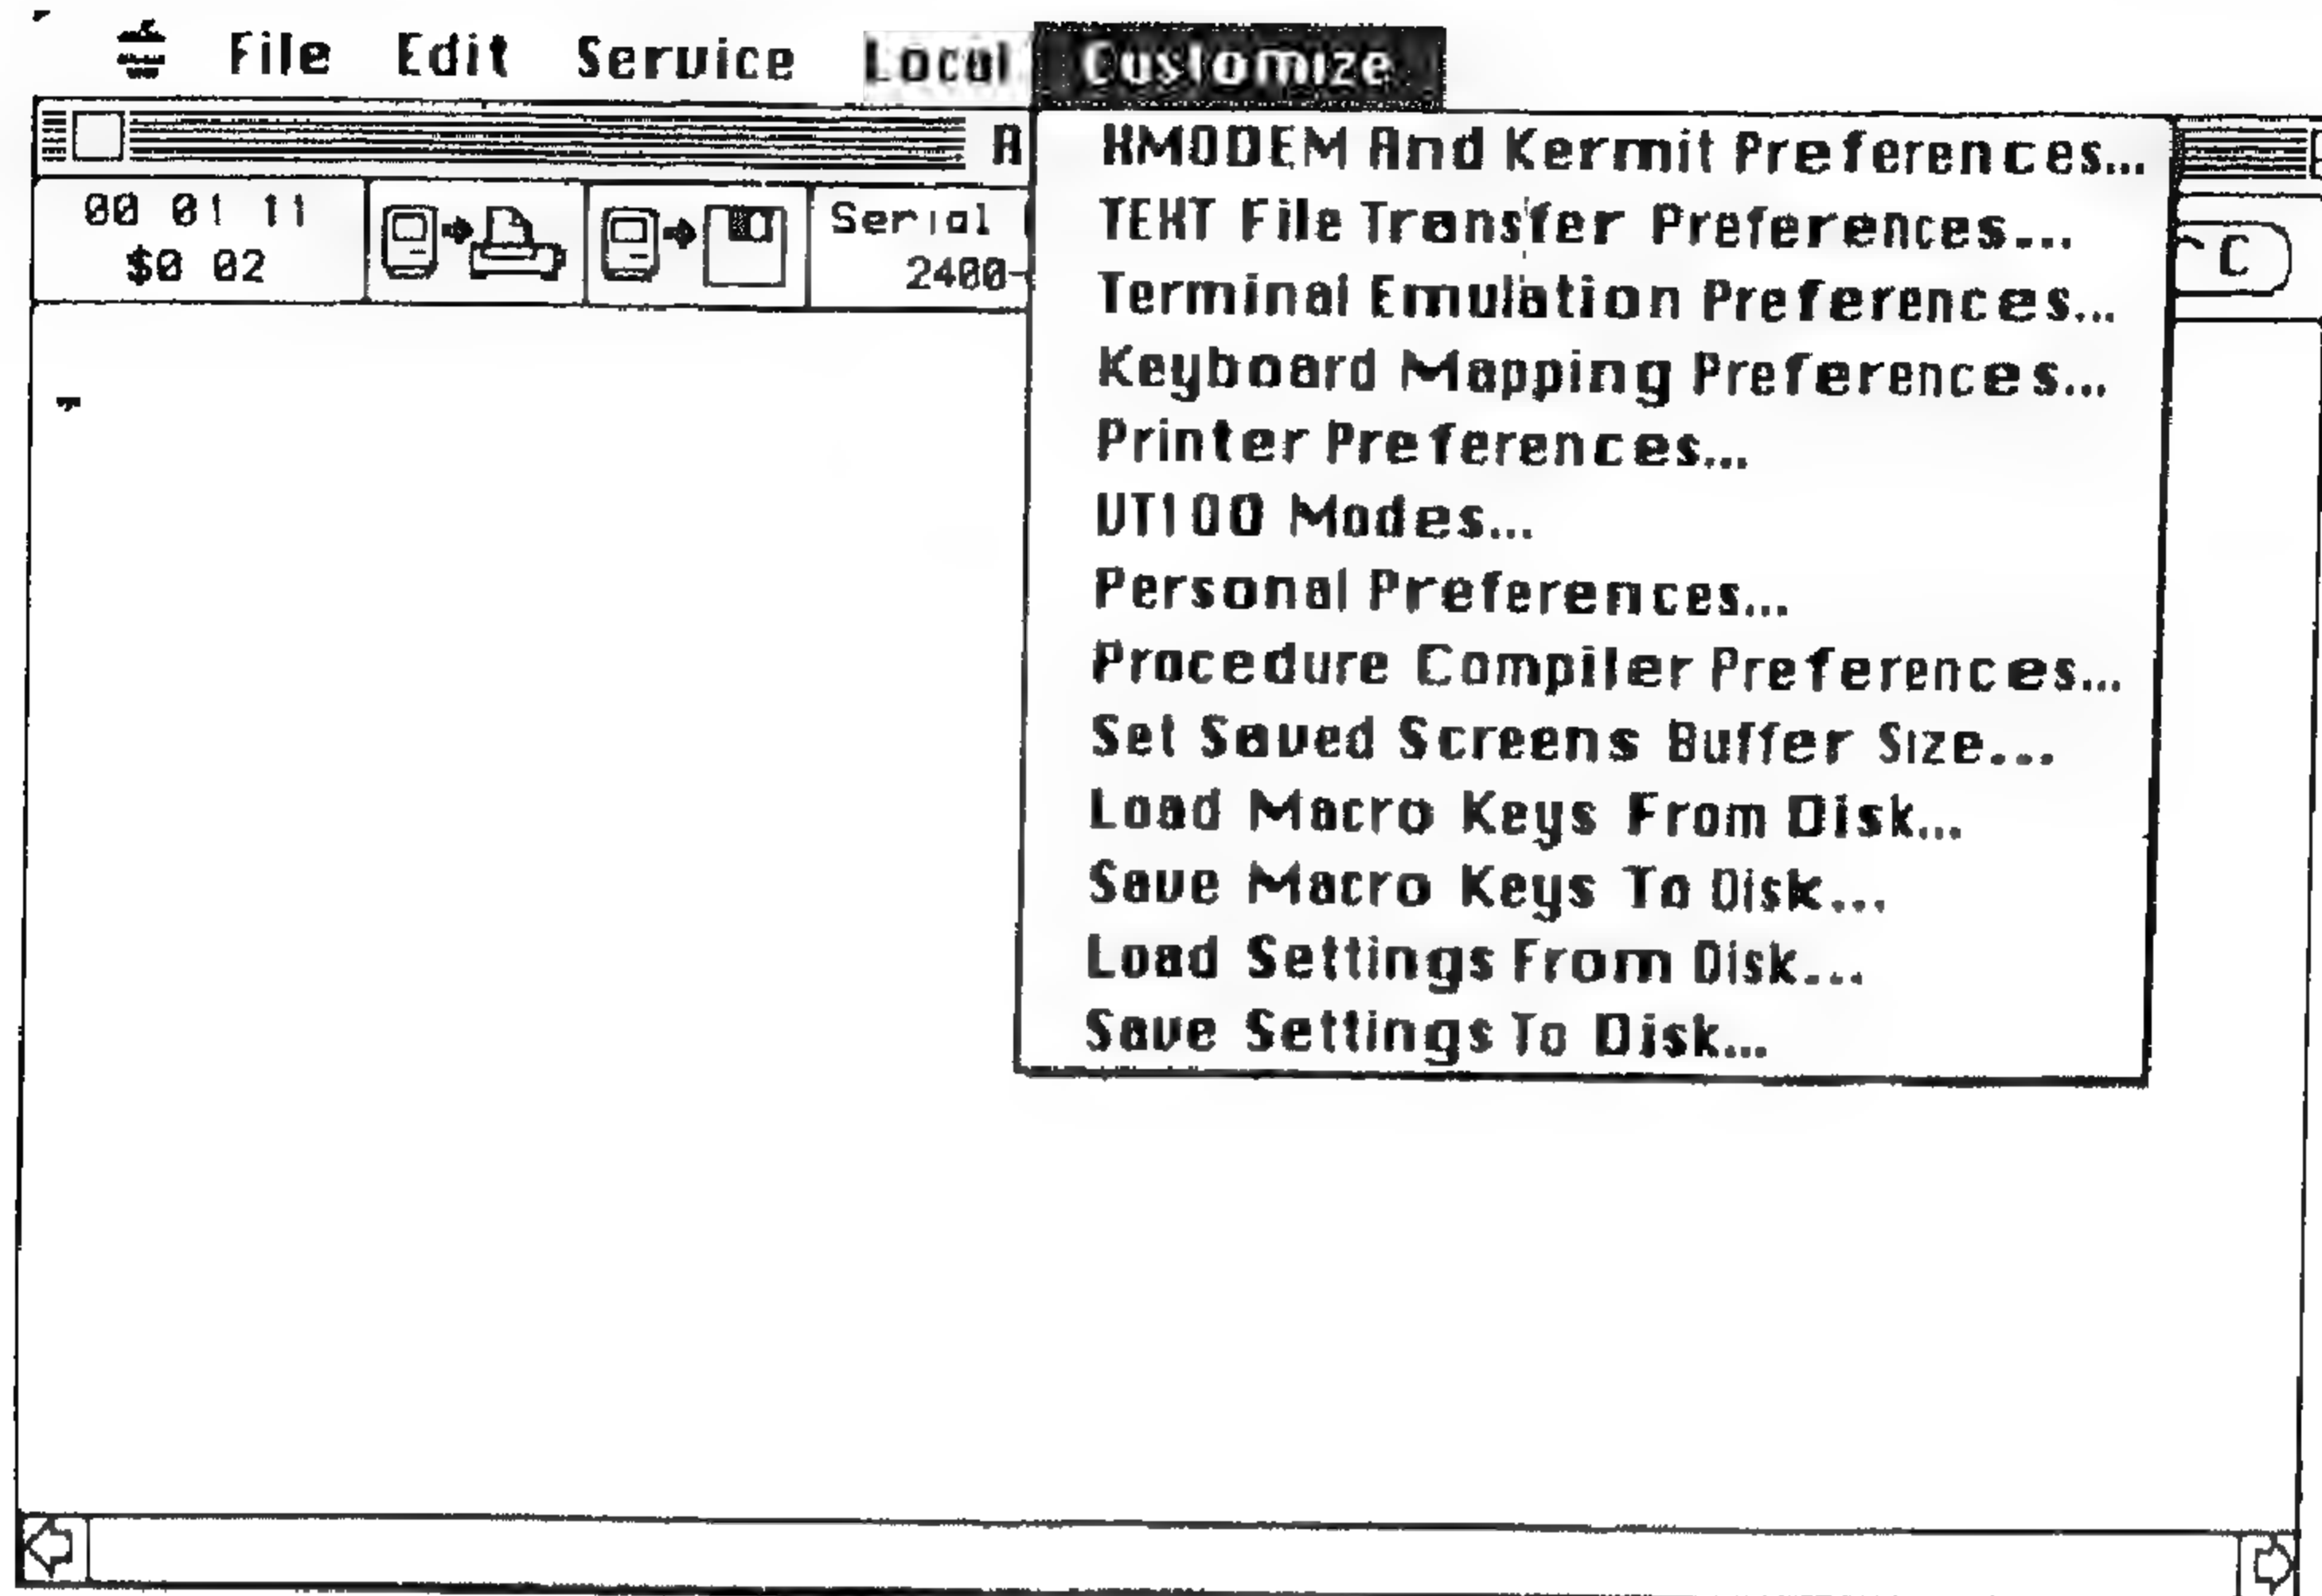 File Edit Service Local Customize
A
00 01 11
$0 02
Serial
2400-
C
XMODEM And Kermit Preferences...
TEXT File Transfer Preferences...
Terminal Emulation Preferences...
Keyboard Mapping Preferences...
Printer Preferences...
VT100 Modes...
Personal Preferences...
Procedure Compiler Preferences...
Set Saved Screens Buffer Size...
Load Macro Keys From Disk...
Save Macro Keys To Disk...
Load Settings From Disk...
Save Settings To Disk...